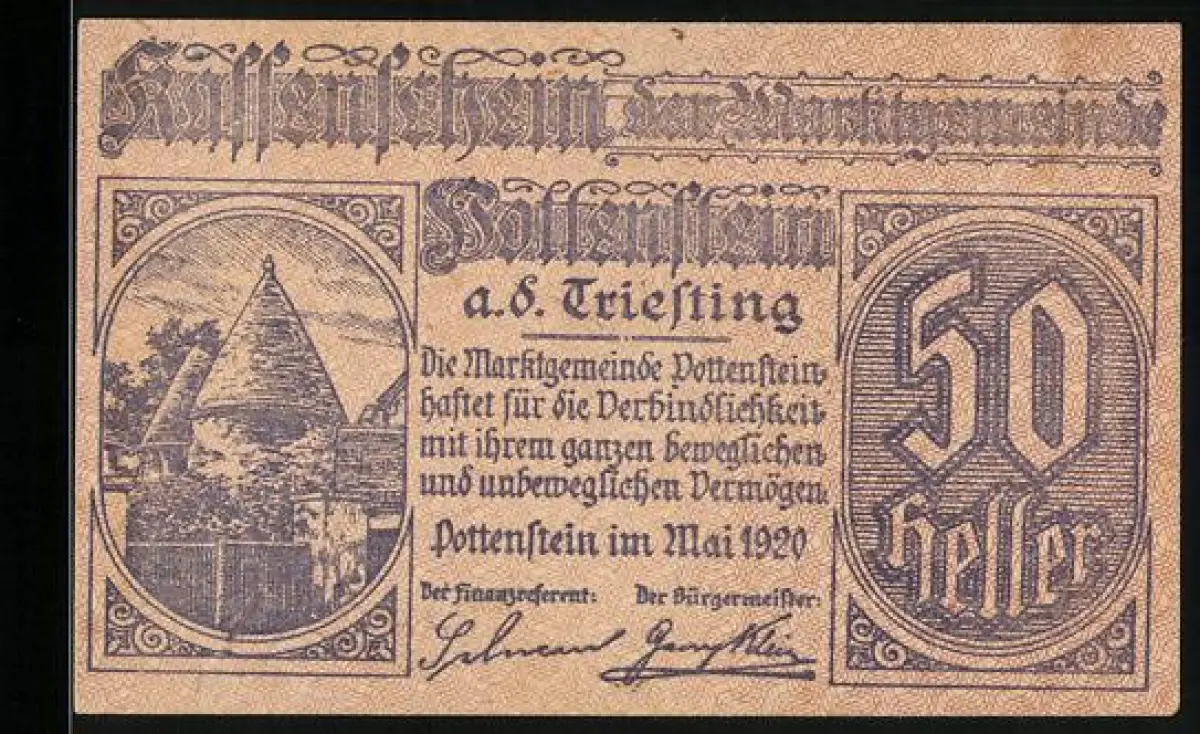 Kassenschein der Marktgemeinde
Pottenstein
a. d. Triesting
Die Marktgemeinde Pottenstein
haftet für die Verbindlichkeit
mit ihrem ganzen beweglichen
und unbeweglichen Vermögen.
Pottenstein im Mai 1920
Der Finanzreferent: Der Bürgermeister:
50
Heller